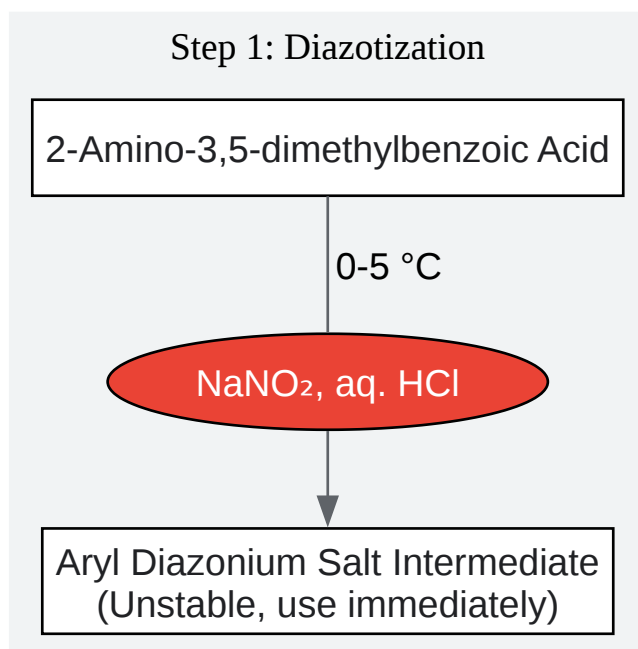 Step 1: Diazotization
2-Amino-3,5-dimethylbenzoic Acid
0-5 °C
NaNO₂, aq. HCl
Aryl Diazonium Salt Intermediate
(Unstable, use immediately)